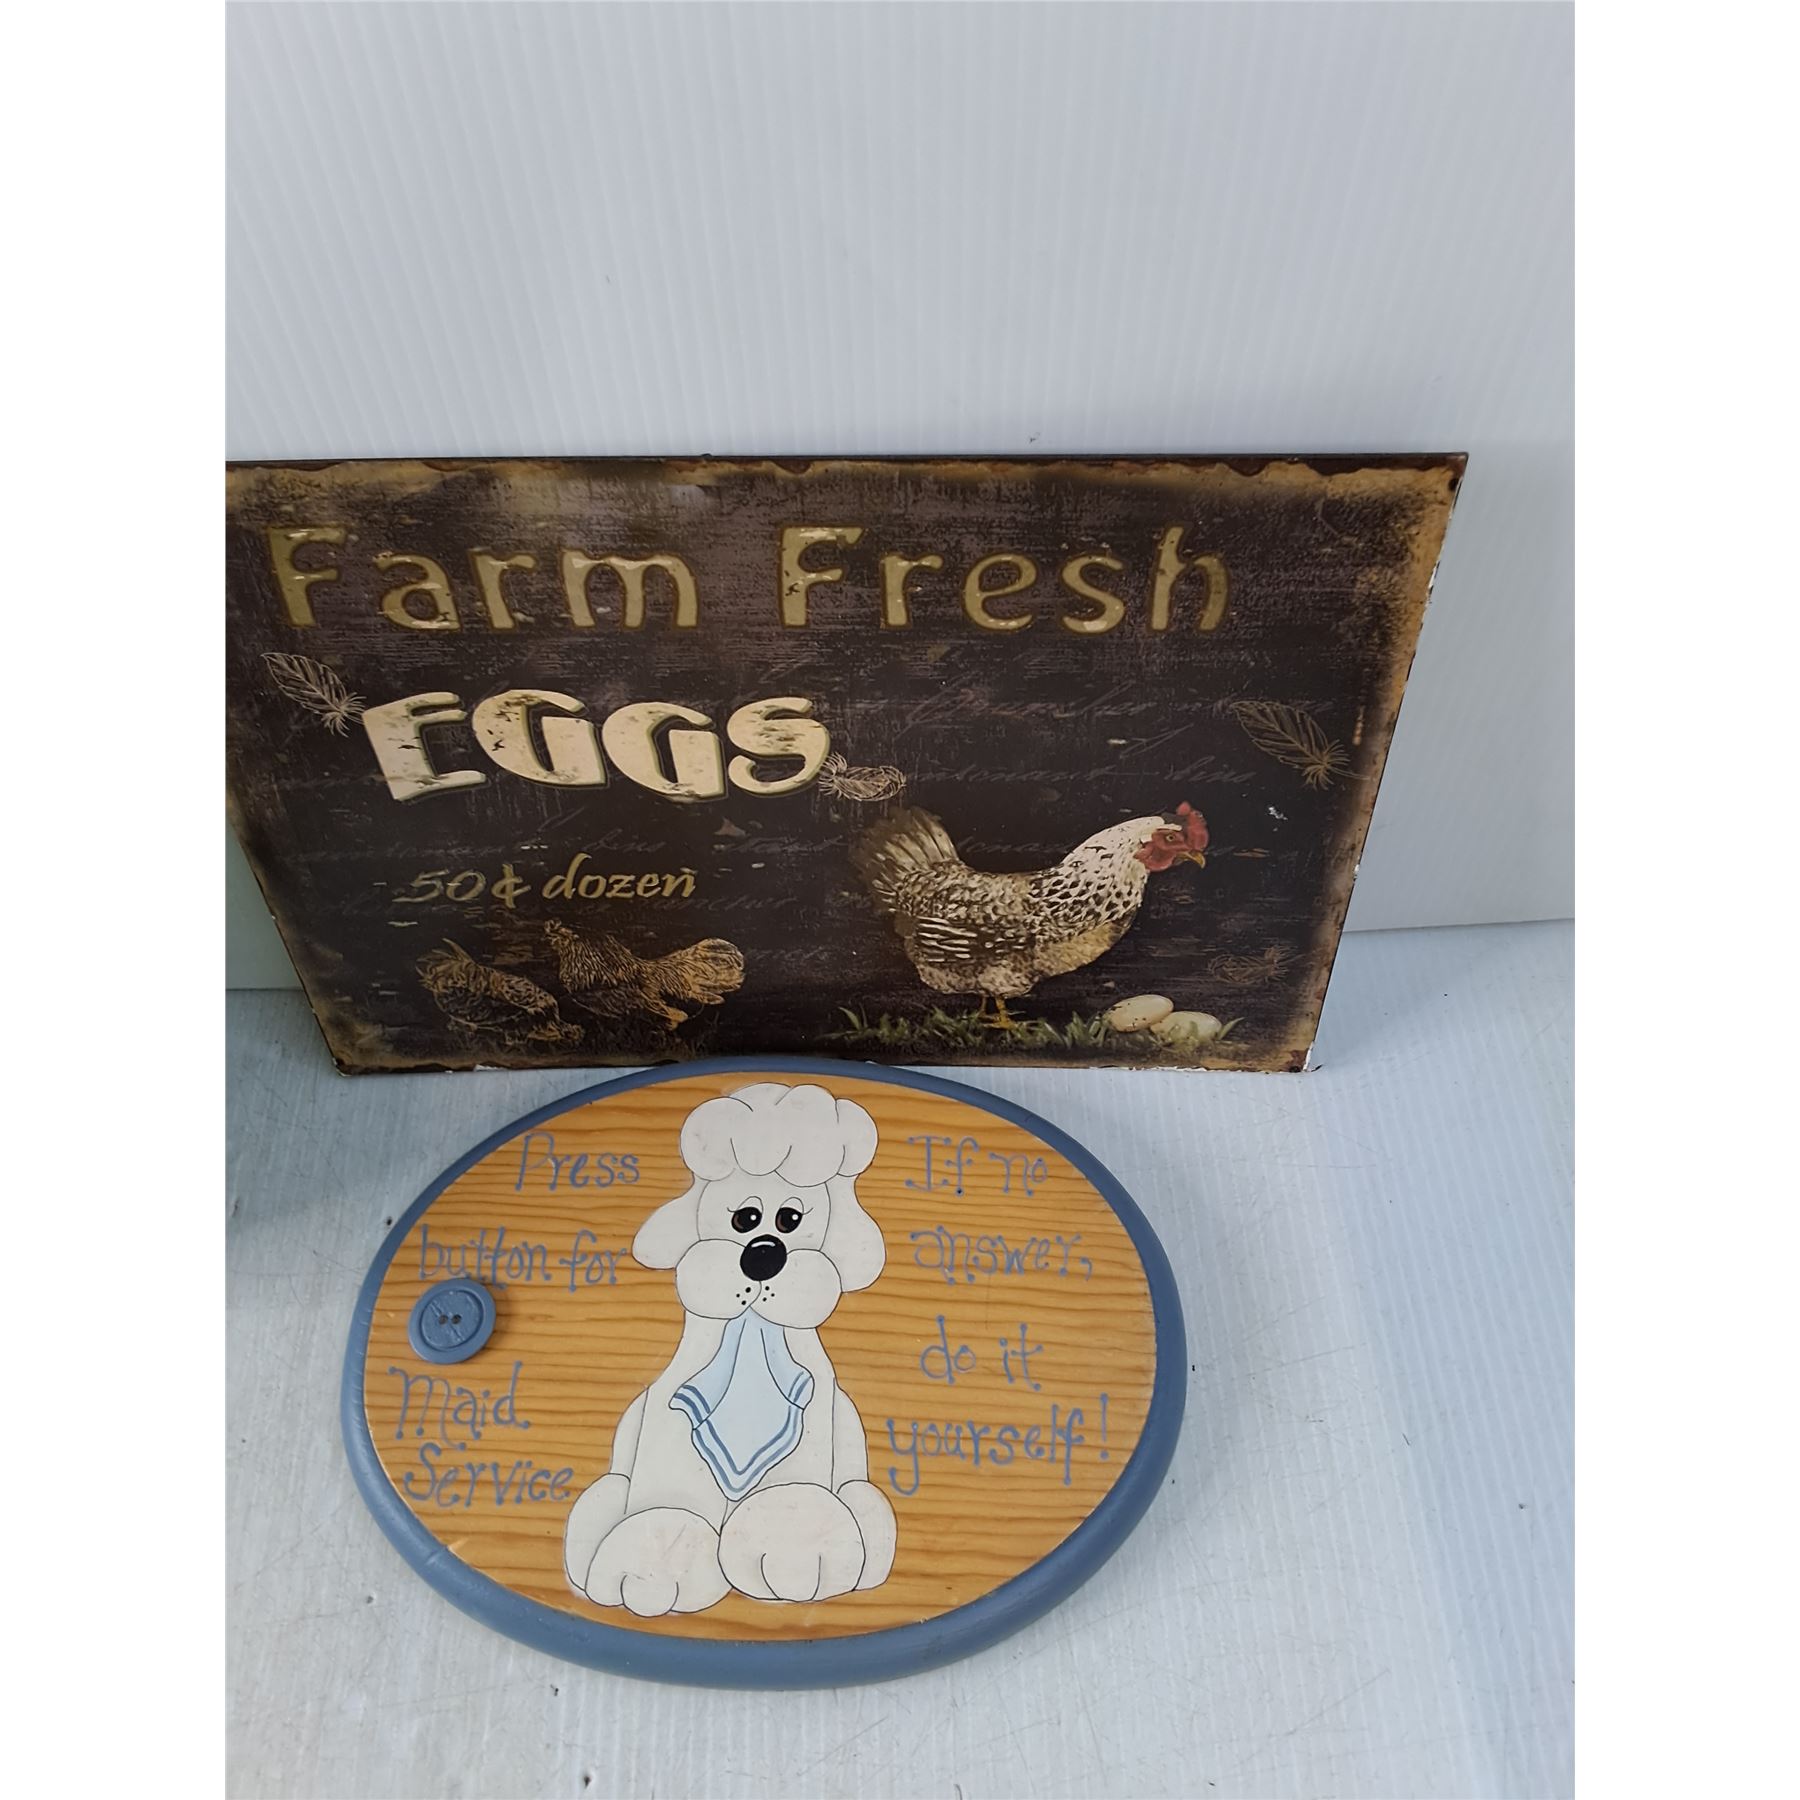 Farm Fresh
EGGS
50¢ dozen
Press
button for
Maid
Service
If no
answer,
do it
yourself!